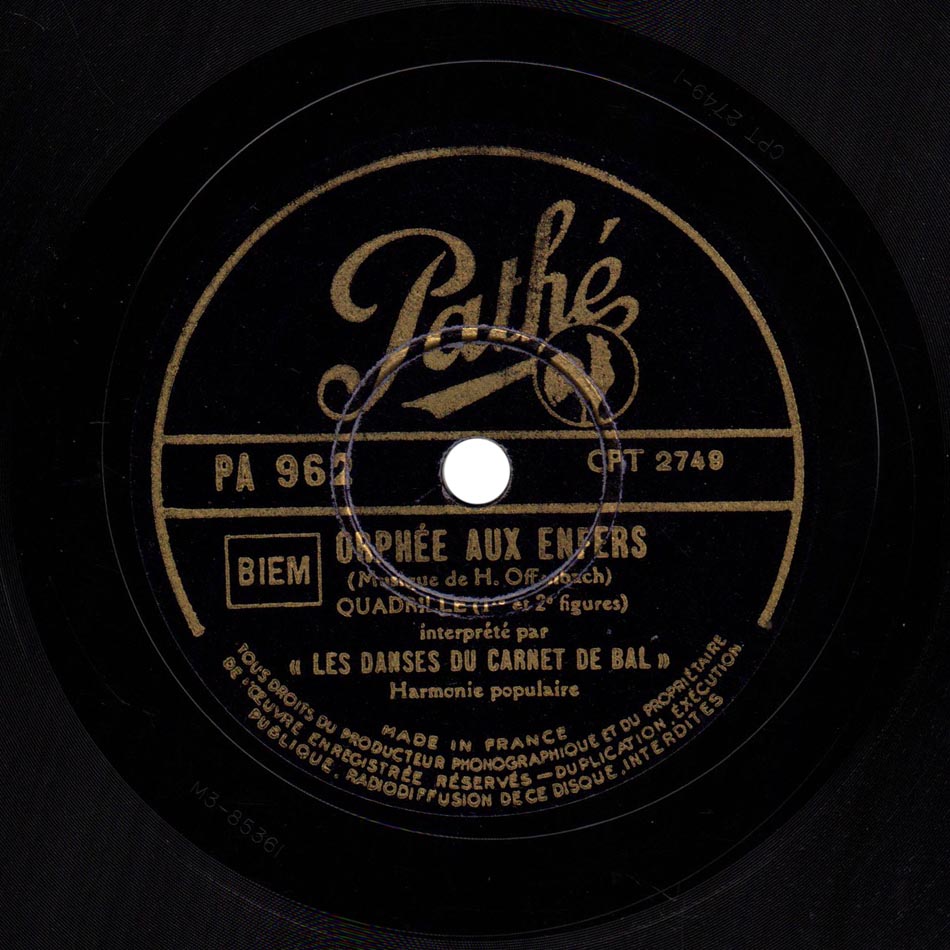 CPT 2749-1
Pathé
PA 962
CPT 2749
BIEM
ORPHÉE AUX ENFERS
(Musique de H. Offenbach)
QUADRILLE (1re et 2e figures)
interprété par
« LES DANSES DU CARNET DE BAL »
Harmonie populaire
MADE IN FRANCE
TOUS DROITS DU PRODUCTEUR PHONOGRAPHIQUE ET DU PROPRIÉTAIRE
DE L'ŒUVRE ENREGISTRÉE RÉSERVÉS — DUPLICATION, EXÉCUTION
PUBLIQUE, RADIODIFFUSION DE CE DISQUE, INTERDITES
M3-85361